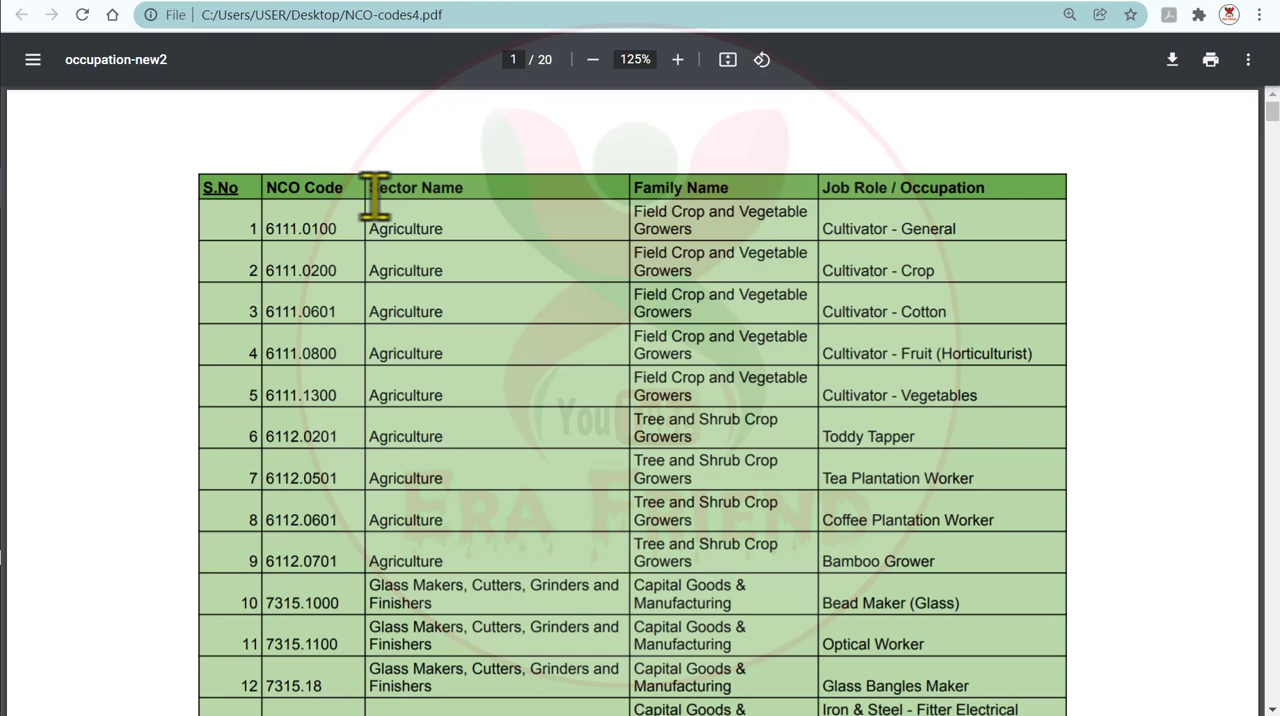 File C:/Users/USER/Desktop/NCO-codes4.pdf
occupation-new2 1 / 20 125%
S.No NCO Code Sector Name Family Name Job Role / Occupation
1 6111.0100 Agriculture Field Crop and Vegetable Growers Cultivator - General
2 6111.0200 Agriculture Field Crop and Vegetable Growers Cultivator - Crop
3 6111.0601 Agriculture Field Crop and Vegetable Growers Cultivator - Cotton
4 6111.0800 Agriculture Field Crop and Vegetable Growers Cultivator - Fruit (Horticulturist)
5 6111.1300 Agriculture Field Crop and Vegetable Growers Cultivator - Vegetables
6 6112.0201 Agriculture Tree and Shrub Crop Growers Toddy Tapper
7 6112.0501 Agriculture Tree and Shrub Crop Growers Tea Plantation Worker
8 6112.0601 Agriculture Tree and Shrub Crop Growers Coffee Plantation Worker
9 6112.0701 Agriculture Tree and Shrub Crop Growers Bamboo Grower
10 7315.1000 Glass Makers, Cutters, Grinders and Finishers Capital Goods & Manufacturing Bead Maker (Glass)
11 7315.1100 Glass Makers, Cutters, Grinders and Finishers Capital Goods & Manufacturing Optical Worker
12 7315.18 Glass Makers, Cutters, Grinders and Finishers Capital Goods & Manufacturing Glass Bangles Maker
Capital Goods & Iron & Steel - Fitter Electrical
ERA FRIEND